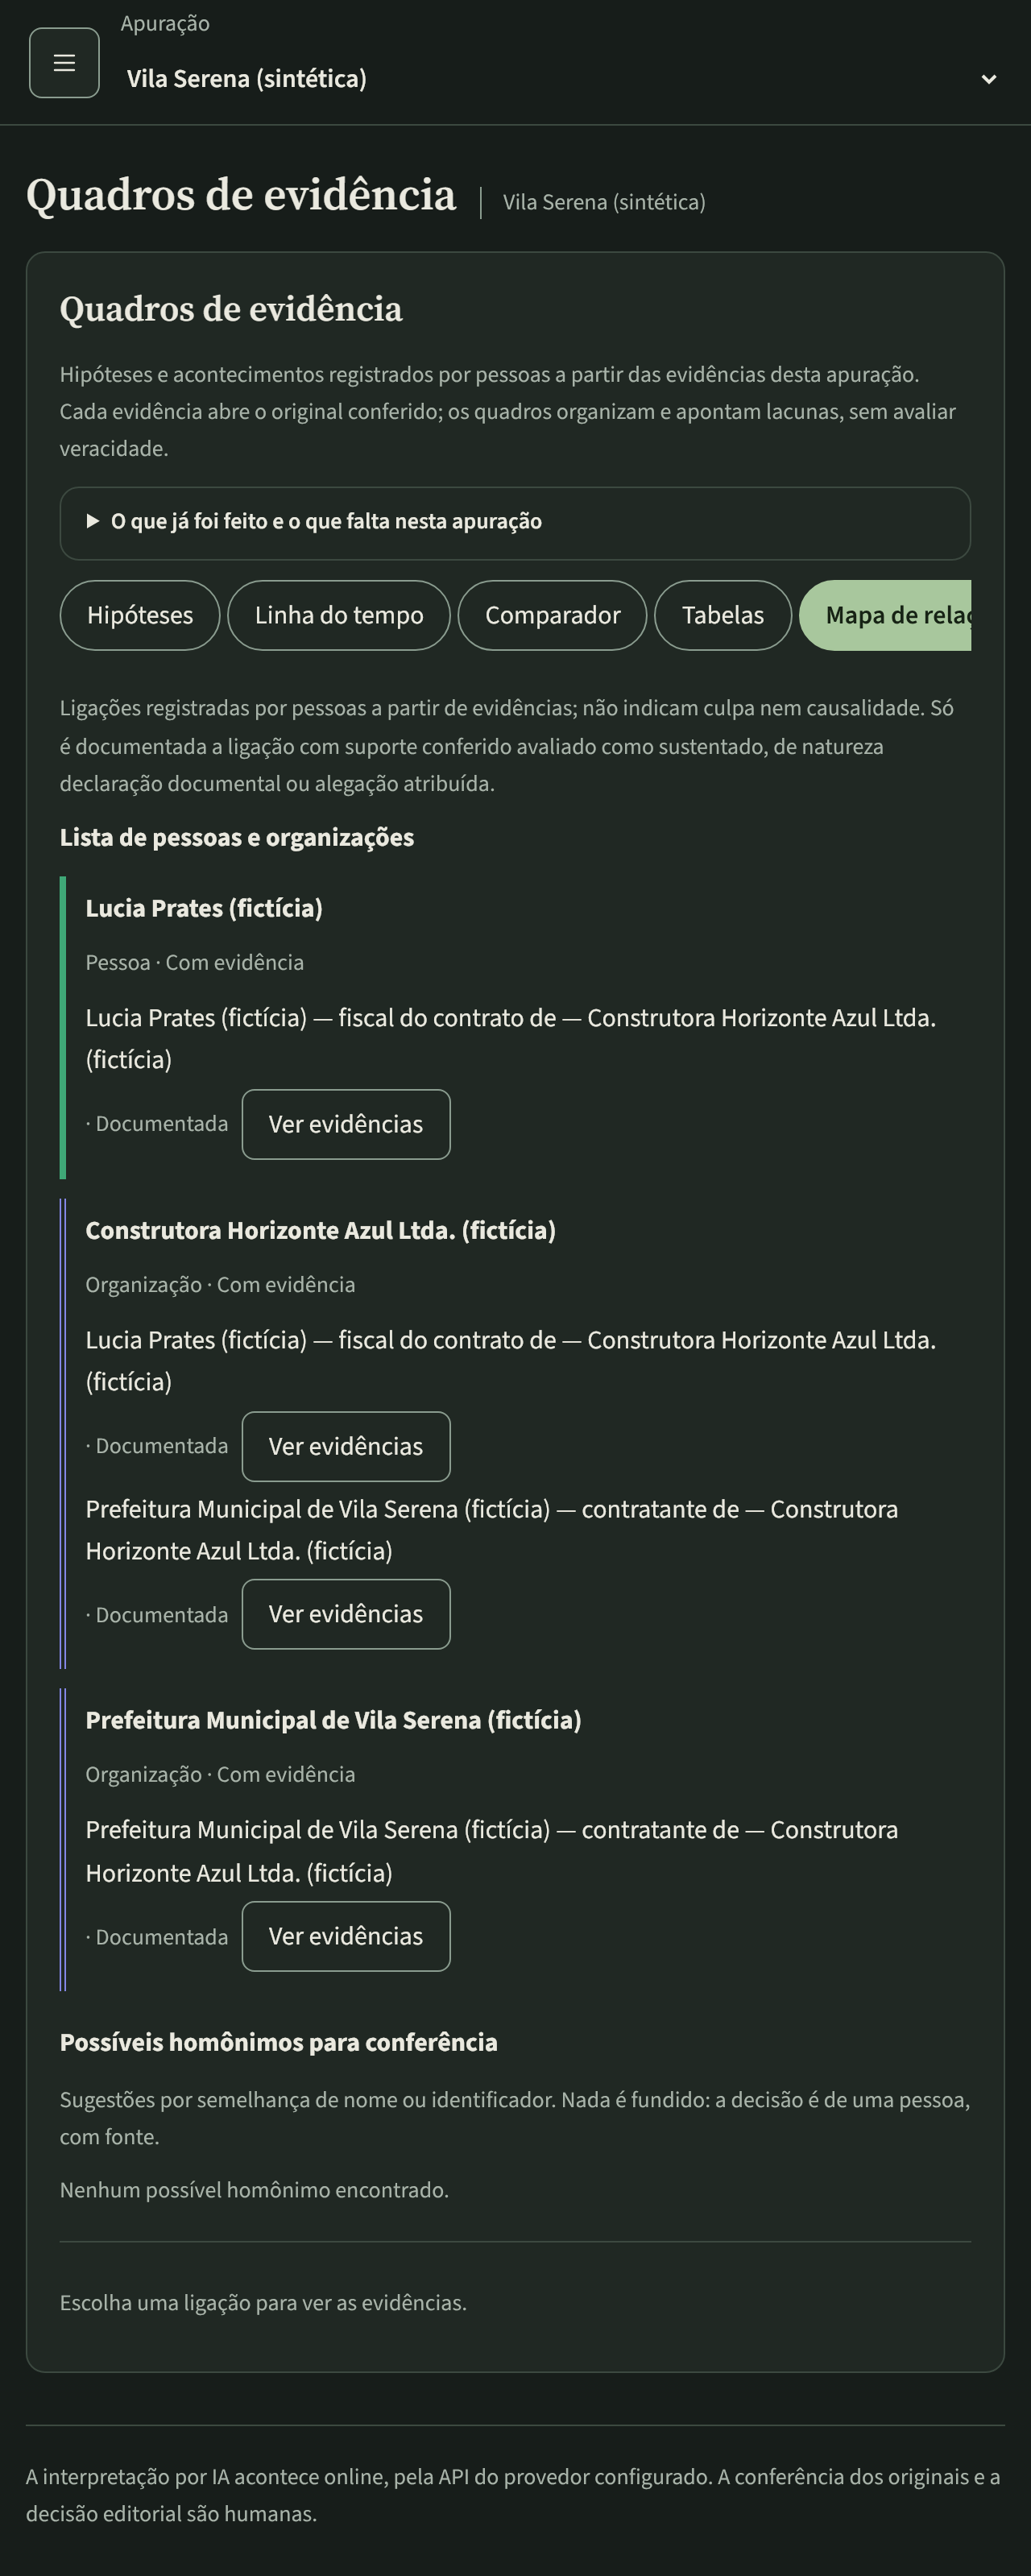 Apuração
Vila Serena (sintética)
Quadros de evidência
Vila Serena (sintética)
Quadros de evidência
Hipóteses e acontecimentos registrados por pessoas a partir das evidências desta apuração.
Cada evidência abre o original conferido; os quadros organizam e apontam lacunas, sem avaliar
veracidade.
O que já foi feito e o que falta nesta apuração
Hipóteses
Linha do tempo
Comparador
Tabelas
Mapa de relaç
Ligações registradas por pessoas a partir de evidências; não indicam culpa nem causalidade. Só
é documentada a ligação com suporte conferido avaliado como sustentado, de natureza
declaração documental ou alegação atribuída.
Lista de pessoas e organizações
Lucia Prates (fictícia)
Pessoa · Com evidência
Lucia Prates (fictícia) — fiscal do contrato de — Construtora Horizonte Azul Ltda.
(fictícia)
· Documentada
Ver evidências
Construtora Horizonte Azul Ltda. (fictícia)
Organização · Com evidência
Lucia Prates (fictícia) — fiscal do contrato de — Construtora Horizonte Azul Ltda.
(fictícia)
· Documentada
Ver evidências
Prefeitura Municipal de Vila Serena (fictícia) — contratante de — Construtora
Horizonte Azul Ltda. (fictícia)
· Documentada
Ver evidências
Prefeitura Municipal de Vila Serena (fictícia)
Organização · Com evidência
Prefeitura Municipal de Vila Serena (fictícia) — contratante de — Construtora
Horizonte Azul Ltda. (fictícia)
· Documentada
Ver evidências
Possíveis homônimos para conferência
Sugestões por semelhança de nome ou identificador. Nada é fundido: a decisão é de uma pessoa,
com fonte.
Nenhum possível homônimo encontrado.
Escolha uma ligação para ver as evidências.
A interpretação por IA acontece online, pela API do provedor configurado. A conferência dos originais e a
decisão editorial são humanas.